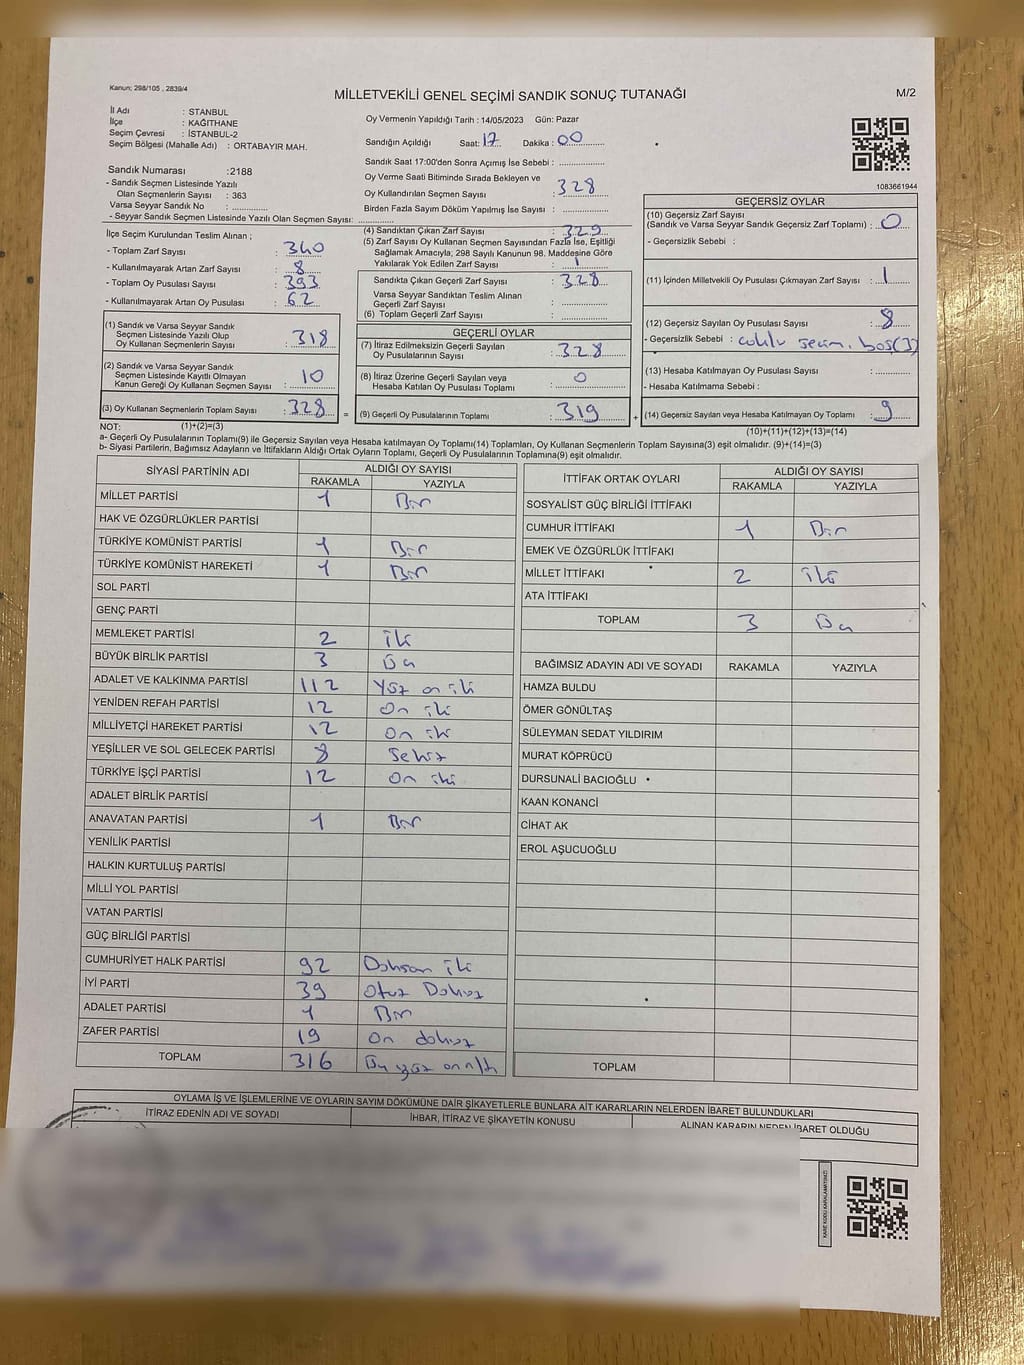 Kanun: 298/105 , 2839/4
MİLLETVEKİLİ GENEL SEÇİMİ SANDIK SONUÇ TUTANAĞI
M/2
İl Adı : STANBUL
İlçe : KAĞITHANE
Seçim Çevresi : İSTANBUL-2
Seçim Bölgesi (Mahalle Adı) : ORTABAYIR MAH.
Sandık Numarası :2188
- Sandık Seçmen Listesinde Yazılı
Olan Seçmenlerin Sayısı : 363
Varsa Seyyar Sandık No :
- Seyyar Sandık Seçmen Listesinde Yazılı Olan Seçmen Sayısı:
Oy Vermenin Yapıldığı Tarih : 14/05/2023 Gün: Pazar
Sandığın Açıldığı Saat: 17 Dakika : 00
Sandık Saat 17:00'den Sonra Açımış İse Sebebi :
Oy Verme Saati Bitiminde Sırada Bekleyen ve
Oy Kullandırılan Seçmen Sayısı : 328
Birden Fazla Sayım Döküm Yapılmış İse Sayısı :
1083661944
İlçe Seçim Kurulundan Teslim Alınan ;
- Toplam Zarf Sayısı : 340
- Kullanılmayarak Artan Zarf Sayısı : 8
- Toplam Oy Pusulası Sayısı : 393
- Kullanılmayarak Artan Oy Pusulası : 62
(1) Sandık ve Varsa Seyyar Sandık
Seçmen Listesinde Yazılı Olup
Oy Kullanan Seçmenlerin Sayısı : 318
(2) Sandık ve Varsa Seyyar Sandık
Seçmen Listesinde Kayıtlı Olmayan
Kanun Gereği Oy Kullanan Seçmen Sayısı : 10
(3) Oy Kullanan Seçmenlerin Toplam Sayısı : 328 =
(4) Sandıktan Çıkan Zarf Sayısı : 329
(5) Zarf Sayısı Oy Kullanan Seçmen Sayısından Fazla İse, Eşitliği
Sağlamak Amacıyla; 298 Sayılı Kanunun 98. Maddesine Göre
Yakılarak Yok Edilen Zarf Sayısı : 1
Sandıkta Çıkan Geçerli Zarf Sayısı : 328
Varsa Seyyar Sandıktan Teslim Alınan
Geçerli Zarf Sayısı :
(6) Toplam Geçerli Zarf Sayısı :
GEÇERLİ OYLAR
(7) İtiraz Edilmeksizin Geçerli Sayılan
Oy Pusulalarının Sayısı : 328
(8) İtiraz Üzerine Geçerli Sayılan veya
Hesaba Katılan Oy Pusulası Toplamı : 0
(9) Geçerli Oy Pusulalarının Toplamı : 319 +
GEÇERSİZ OYLAR
(10) Geçersiz Zarf Sayısı
(Sandık ve Varsa Seyyar Sandık Geçersiz Zarf Toplamı) : 0
- Geçersizlik Sebebi :
(11) İçinden Milletvekili Oy Pusulası Çıkmayan Zarf Sayısı : 1
(12) Geçersiz Sayılan Oy Pusulası Sayısı : 8
- Geçersizlik Sebebi : çoklu seçim, boş(3)
(13) Hesaba Katılmayan Oy Pusulası Sayısı :
- Hesaba Katılmama Sebebi :
(14) Geçersiz Sayılan veya Hesaba Katılmayan Oy Toplamı : 9
NOT: (1)+(2)=(3)
(10)+(11)+(12)+(13)=(14)
a- Geçerli Oy Pusulalarının Toplamı(9) ile Geçersiz Sayılan veya Hesaba katılmayan Oy Toplamı(14) Toplamları, Oy Kullanan Seçmenlerin Toplam Sayısına(3) eşit olmalıdır. (9)+(14)=(3)
b- Siyasi Partilerin, Bağımsız Adayların ve İttifakların Aldığı Ortak Oyların Toplamı, Geçerli Oy Pusulalarının Toplamına(9) eşit olmalıdır.
SİYASİ PARTİNİN ADI ALDIĞI OY SAYISI
RAKAMLA YAZIYLA
MİLLET PARTİSİ 1 Bir
HAK VE ÖZGÜRLÜKLER PARTİSİ
TÜRKİYE KOMÜNİST PARTİSİ 1 Bir
TÜRKİYE KOMÜNİST HAREKETİ 1 Bir
SOL PARTİ
GENÇ PARTİ
MEMLEKET PARTİSİ 2 iki
BÜYÜK BİRLİK PARTİSİ 3 Üç
ADALET VE KALKINMA PARTİSİ 112 Yüz on iki
YENİDEN REFAH PARTİSİ 12 On iki
MİLLİYETÇİ HAREKET PARTİSİ 12 On iki
YEŞİLLER VE SOL GELECEK PARTİSİ 8 Sekiz
TÜRKİYE İŞÇİ PARTİSİ 12 On iki
ADALET BİRLİK PARTİSİ
ANAVATAN PARTİSİ 1 Bir
YENİLİK PARTİSİ
HALKIN KURTULUŞ PARTİSİ
MİLLİ YOL PARTİSİ
VATAN PARTİSİ
GÜÇ BİRLİĞİ PARTİSİ
CUMHURİYET HALK PARTİSİ 92 Doksan iki
İYİ PARTİ 39 Otuz Dokuz
ADALET PARTİSİ 1 Bir
ZAFER PARTİSİ 19 On dokuz
TOPLAM 316 Üç yüz on altı
İTTİFAK ORTAK OYLARI ALDIĞI OY SAYISI
RAKAMLA YAZIYLA
SOSYALİST GÜÇ BİRLİĞİ İTTİFAKI
CUMHUR İTTİFAKI 1 Bir
EMEK VE ÖZGÜRLÜK İTTİFAKI
MİLLET İTTİFAKI 2 iki
ATA İTTİFAKI
TOPLAM 3 Üç
BAĞIMSIZ ADAYIN ADI VE SOYADI RAKAMLA YAZIYLA
HAMZA BULDU
ÖMER GÖNÜLTAŞ
SÜLEYMAN SEDAT YILDIRIM
MURAT KÖPRÜCÜ
DURSUNALİ BACIOĞLU
KAAN KONANCİ
CİHAT AK
EROL AŞUCUOĞLU
TOPLAM
OYLAMA İŞ VE İŞLEMLERİNE VE OYLARIN SAYIM DÖKÜMÜNE DAİR ŞİKAYETLERLE BUNLARA AİT KARARLARIN NELERDEN İBARET BULUNDUKLARI
İTİRAZ EDENİN ADI VE SOYADI İHBAR, İTİRAZ VE ŞİKAYETİN KONUSU ALINAN KARARIN NEDEN İBARET OLDUĞU